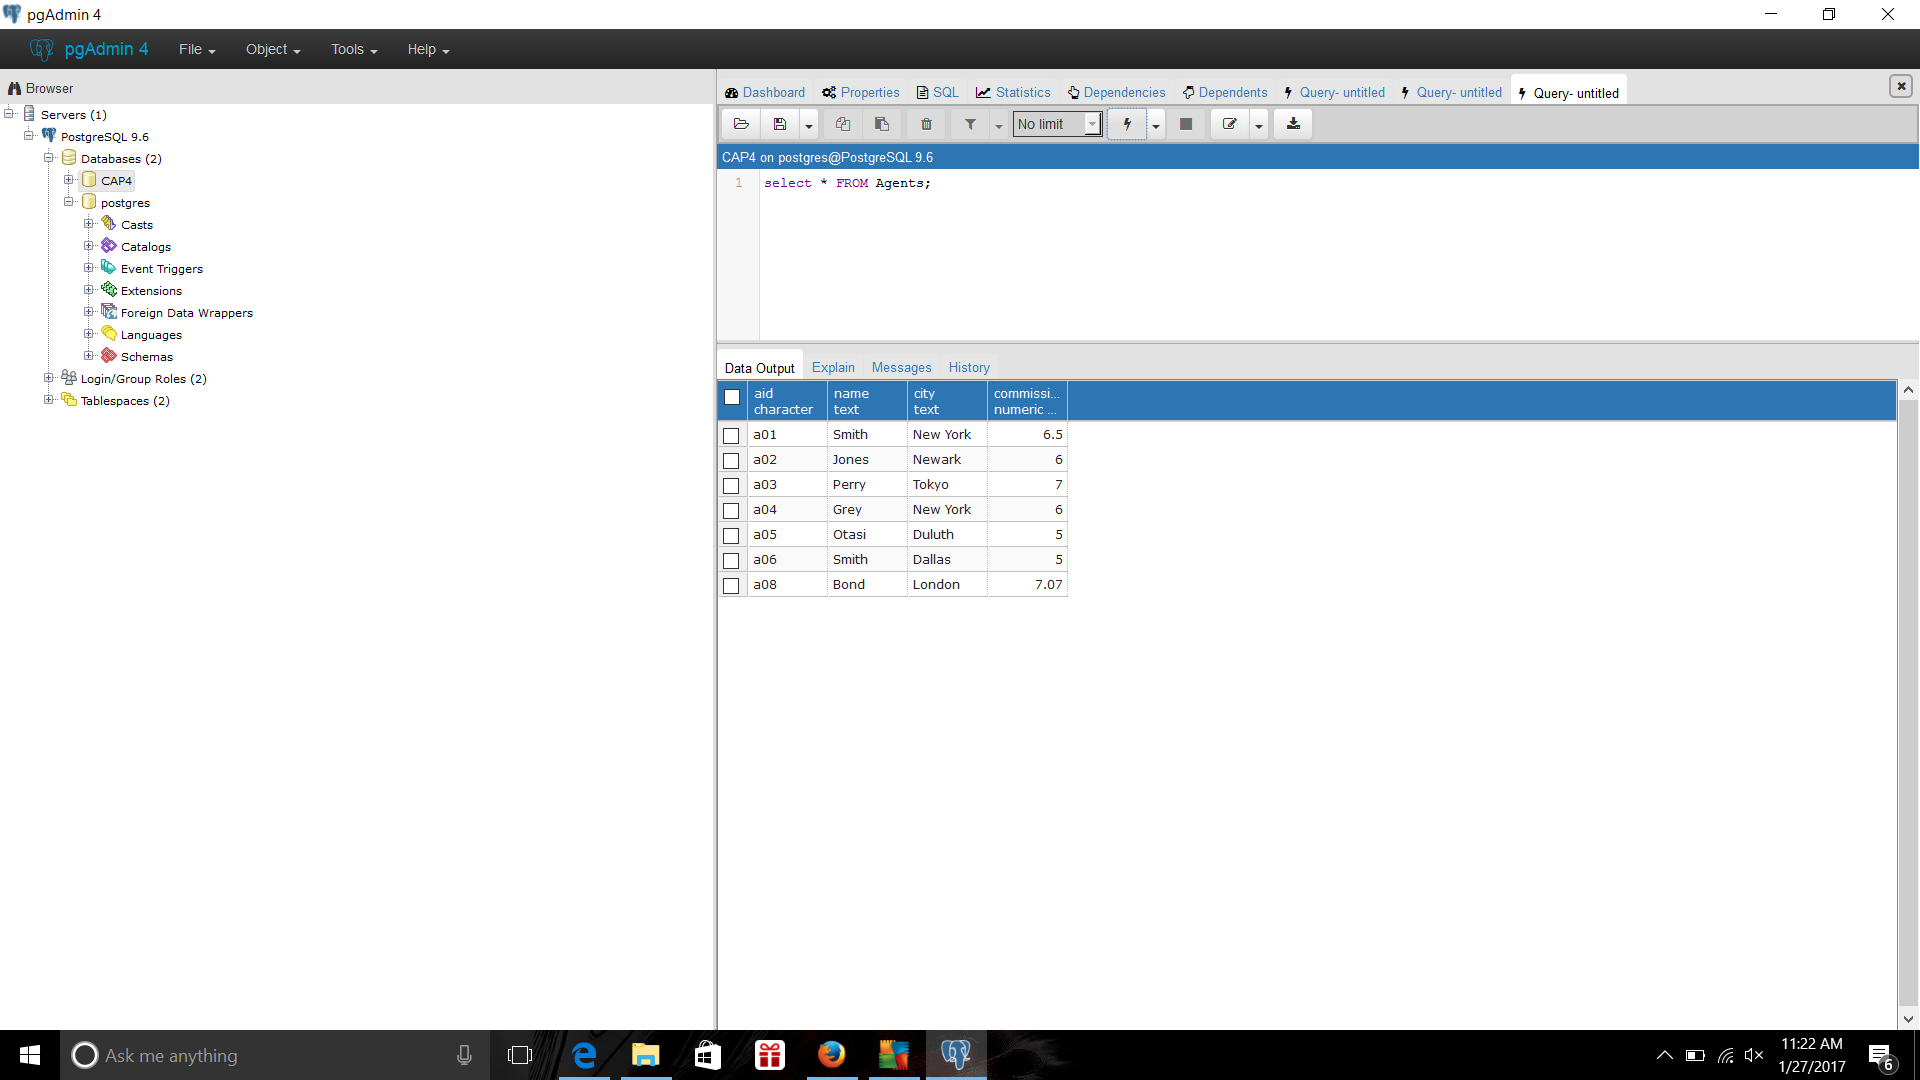 pgAdmin 4
pgAdmin 4 File Object Tools Help
Browser
Servers (1)
PostgreSQL 9.6
Databases (2)
CAP4
postgres
Casts
Catalogs
Event Triggers
Extensions
Foreign Data Wrappers
Languages
Schemas
Login/Group Roles (2)
Tablespaces (2)
Dashboard Properties SQL Statistics Dependencies Dependents Query- untitled Query- untitled Query- untitled
No limit
CAP4 on postgres@PostgreSQL 9.6
1 select * FROM Agents;
Data Output Explain Messages History
aid name city commissi...
character text text numeric ...
a01 Smith New York 6.5
a02 Jones Newark 6
a03 Perry Tokyo 7
a04 Grey New York 6
a05 Otasi Duluth 5
a06 Smith Dallas 5
a08 Bond London 7.07
Ask me anything
11:22 AM
1/27/2017
6